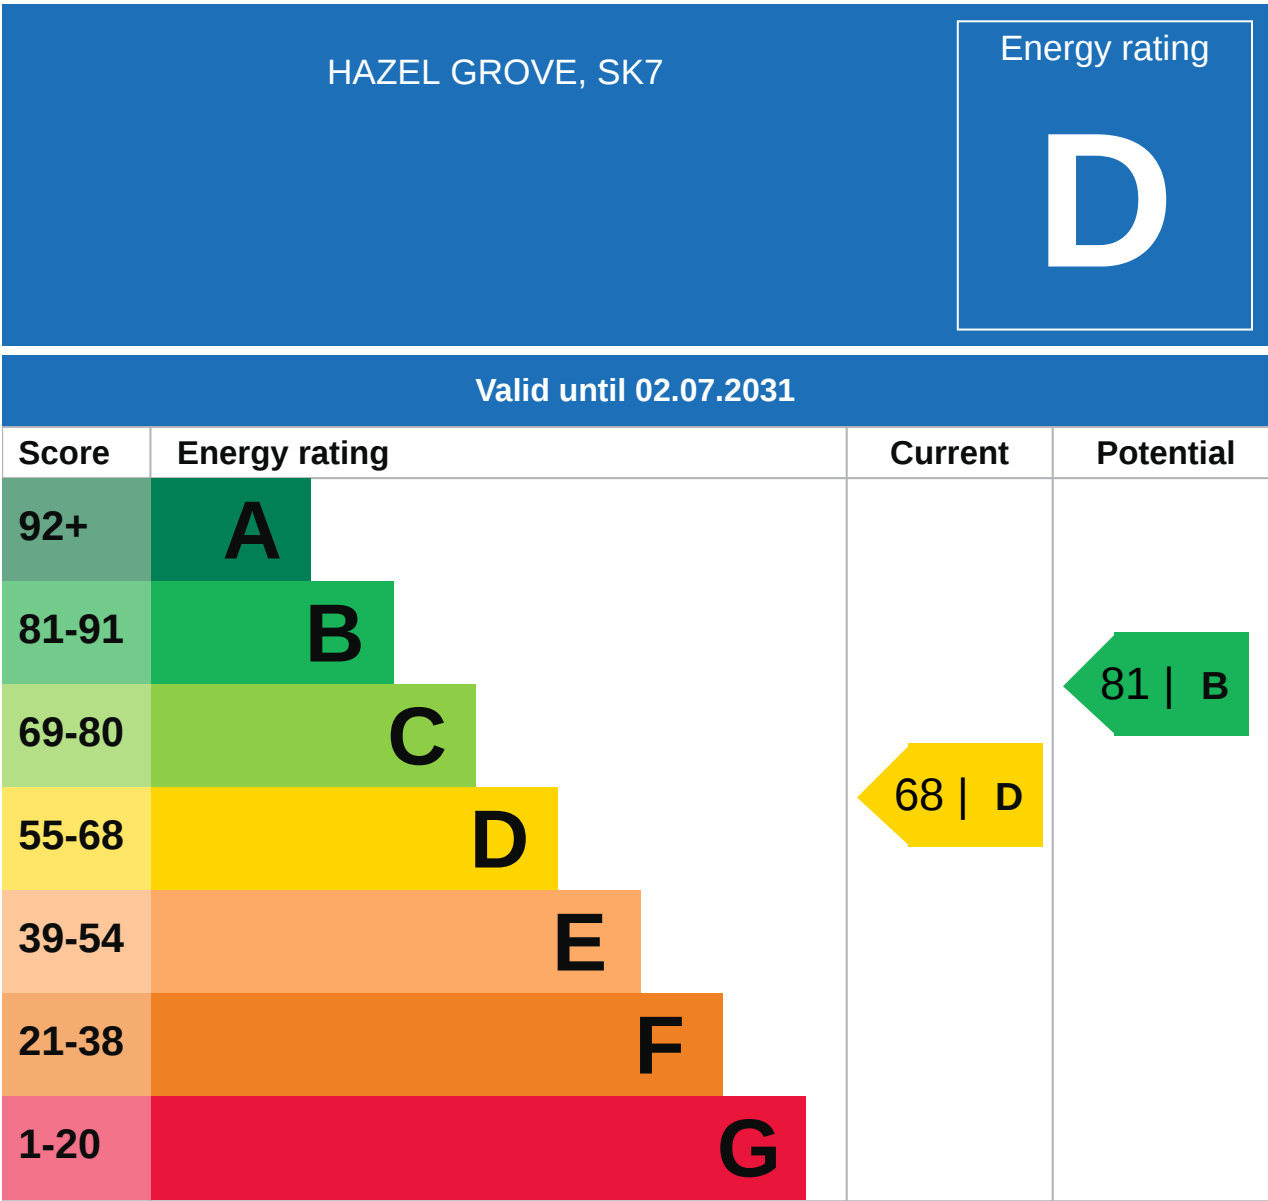 HAZEL GROVE, SK7
Energy rating
D
Valid until 02.07.2031
Score Energy rating Current Potential
92+ A
81-91 B
81 | B
69-80 C
68 | D
55-68 D
39-54 E
21-38 F
1-20 G